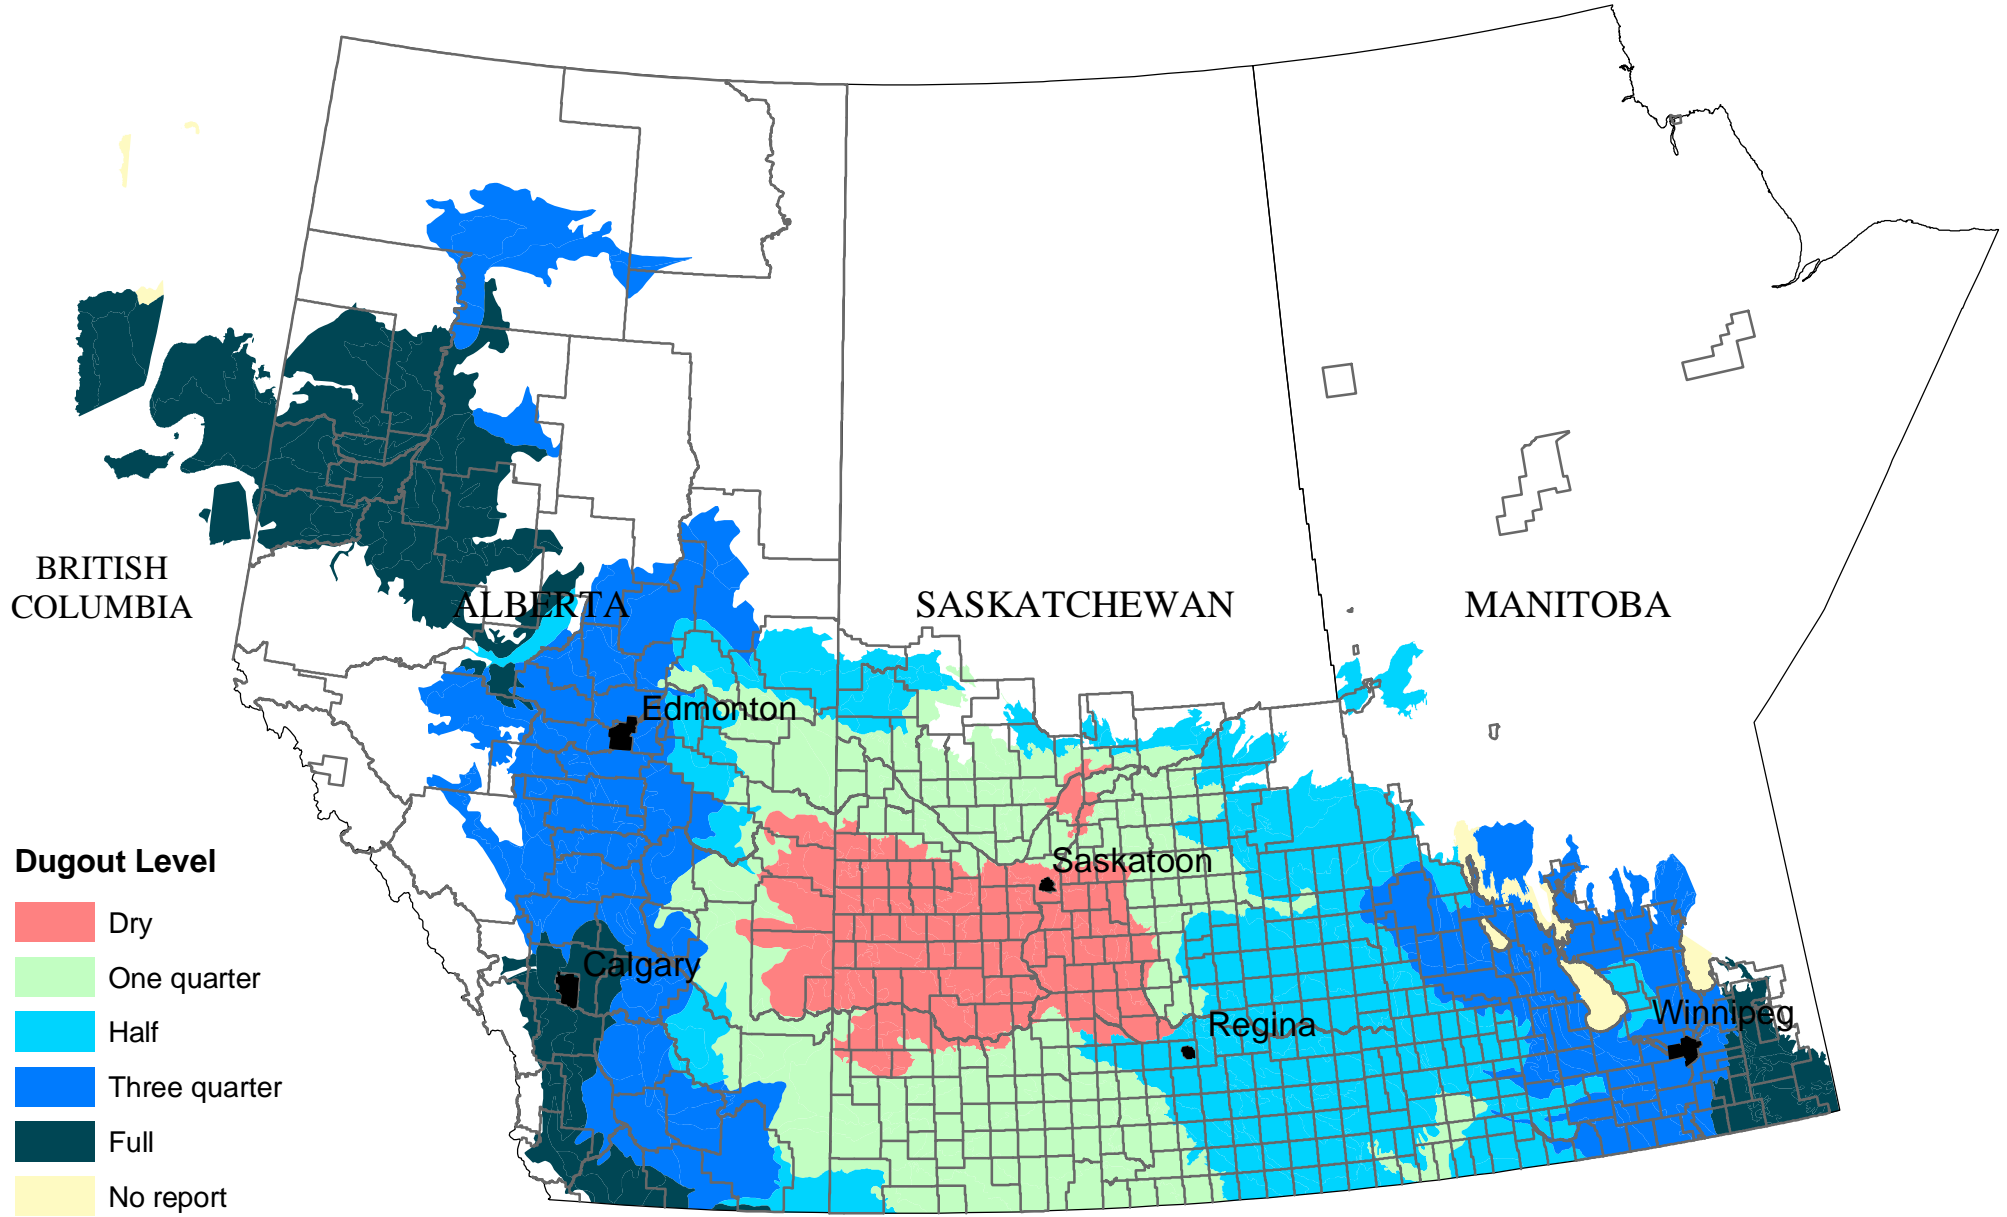 BRITISH
COLUMBIA
ALBERTA
SASKATCHEWAN
MANITOBA
Edmonton
Saskatoon
Calgary
Regina
Winnipeg
Dugout Level
Dry
One quarter
Half
Three quarter
Full
No report